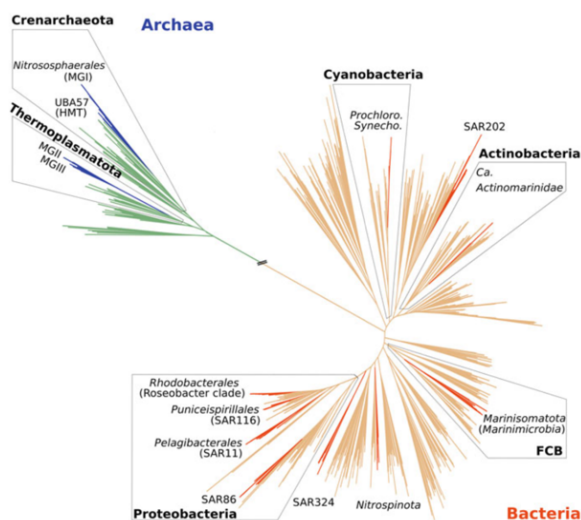 Crenarchaeota
Archaea
Nitrososphaerales
(MGI)
UBA57
(HMT)
Thermoplasmatota
MGII
MGIII
Cyanobacteria
Prochloro.
Synecho.
SAR202
Actinobacteria
Ca.
Actinomarinidae
Rhodobacterales
(Roseobacter clade)
Puniceispirillales
(SAR116)
Pelagibacterales
(SAR11)
SAR86
Proteobacteria
SAR324
Nitrospinota
Marinisomatota
(Marinimicrobia)
FCB
Bacteria